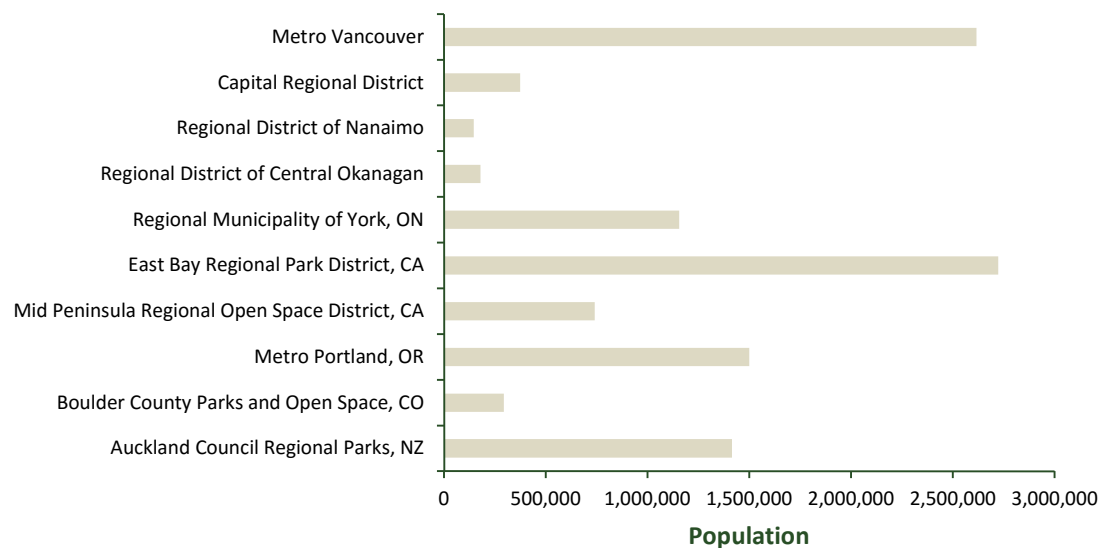 Metro Vancouver
Capital Regional District
Regional District of Nanaimo
Regional District of Central Okanagan
Regional Municipality of York, ON
East Bay Regional Park District, CA
Mid Peninsula Regional Open Space District, CA
Metro Portland, OR
Boulder County Parks and Open Space, CO
Auckland Council Regional Parks, NZ
0 500,000 1,000,000 1,500,000 2,000,000 2,500,000 3,000,000
Population